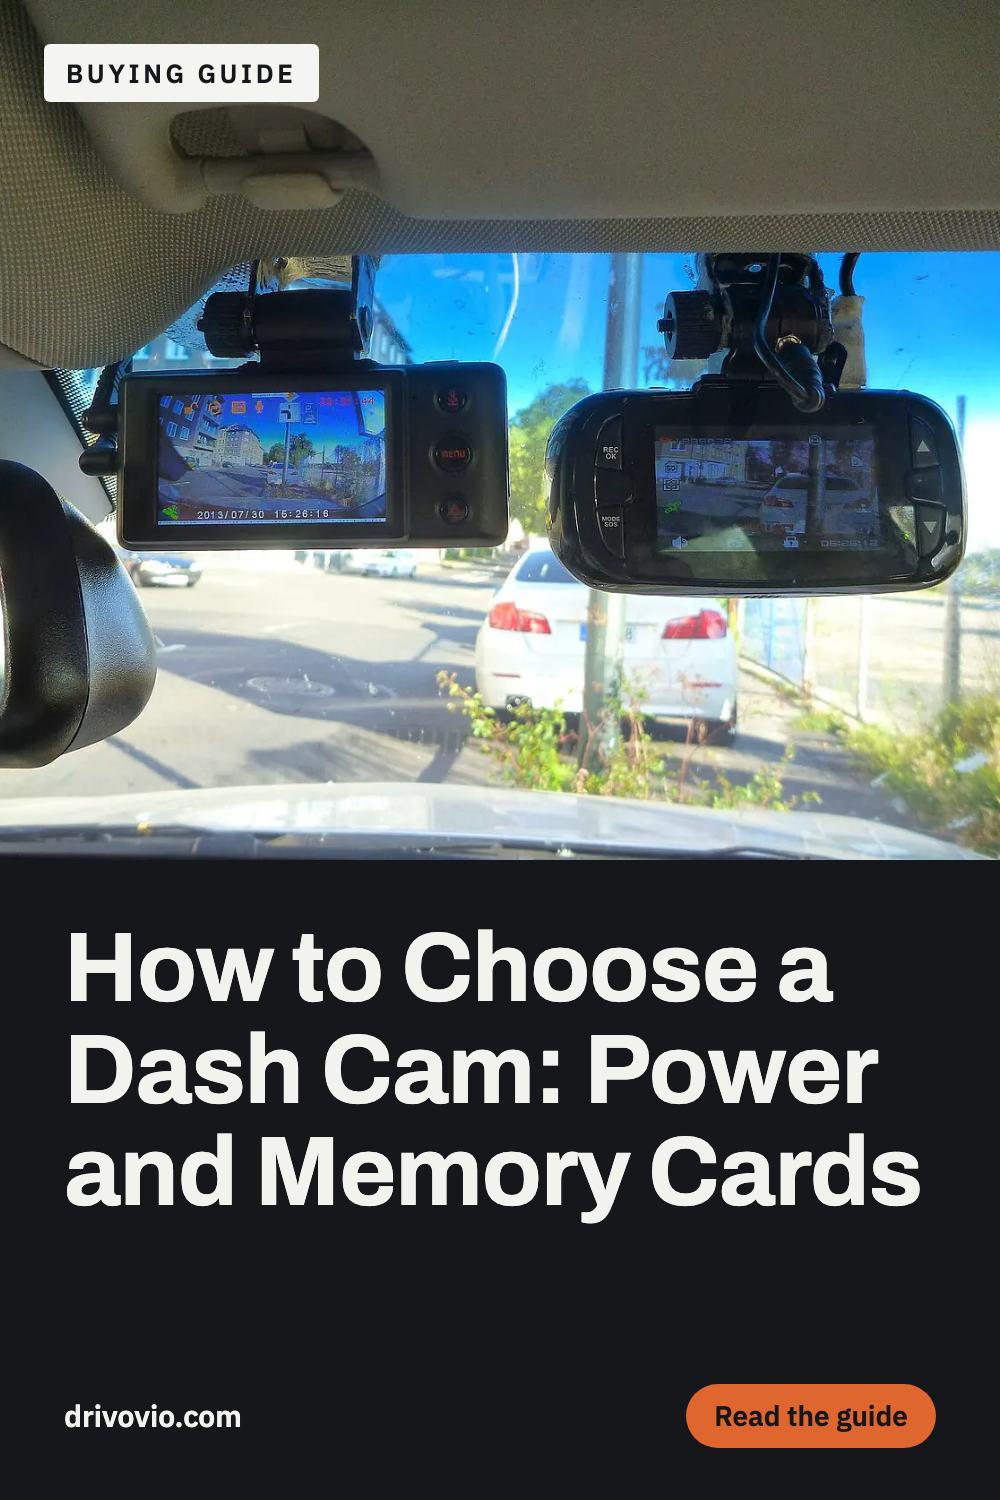 BUYING GUIDE
MENU
2013/07/30 15:26:16
REC
OK
MODE
SOS
How to Choose a
Dash Cam: Power
and Memory Cards
drivovio.com
Read the guide